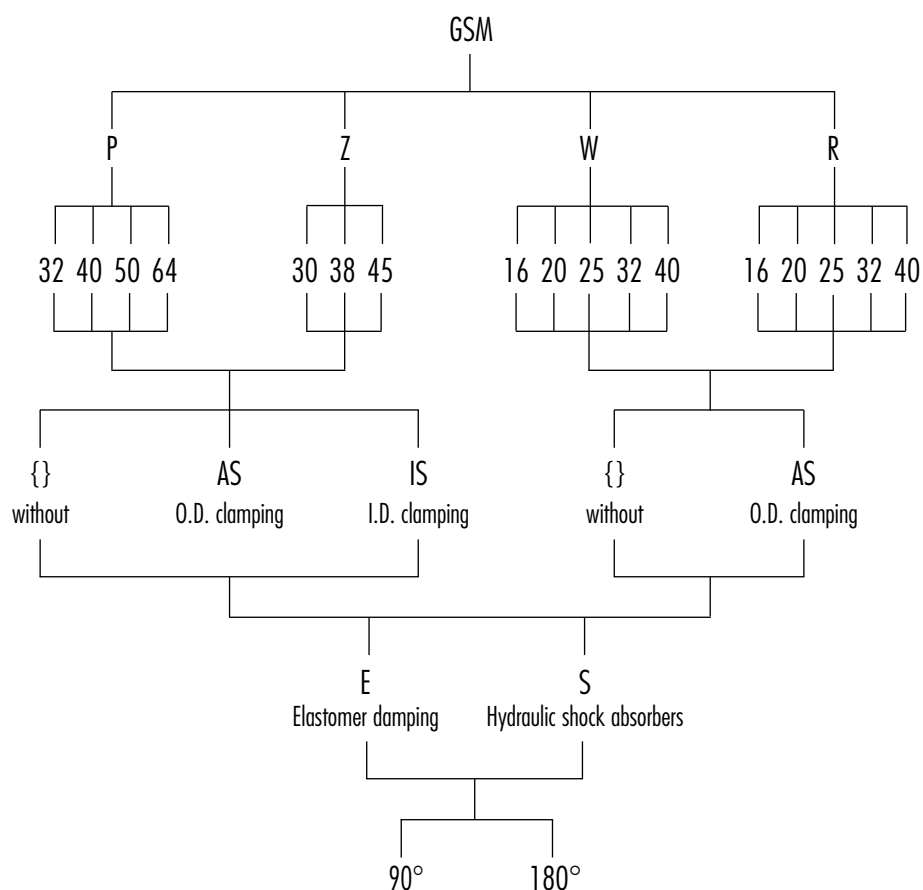 GSM
P Z W R
32 40 50 64 30 38 45 16 20 25 32 40 16 20 25 32 40
{} AS IS {} AS
without O.D. clamping I.D. clamping without O.D. clamping
E S
Elastomer damping Hydraulic shock absorbers
90° 180°